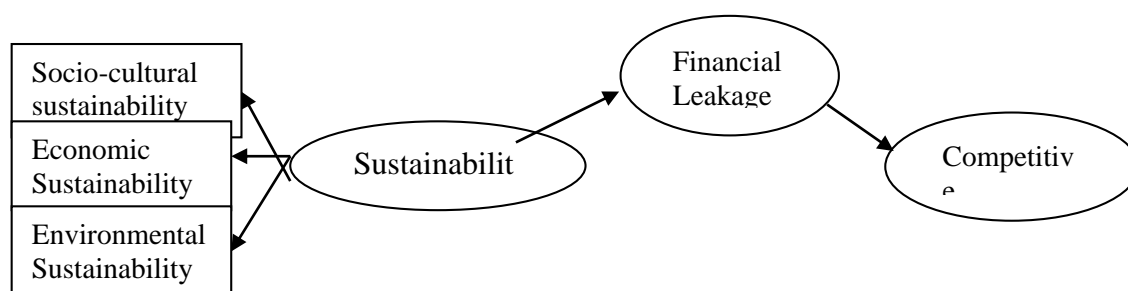 Socio-cultural
sustainability
Economic
Sustainability
Environmental
Sustainability
Sustainabilit
Financial
Leakage
Competitiv
e